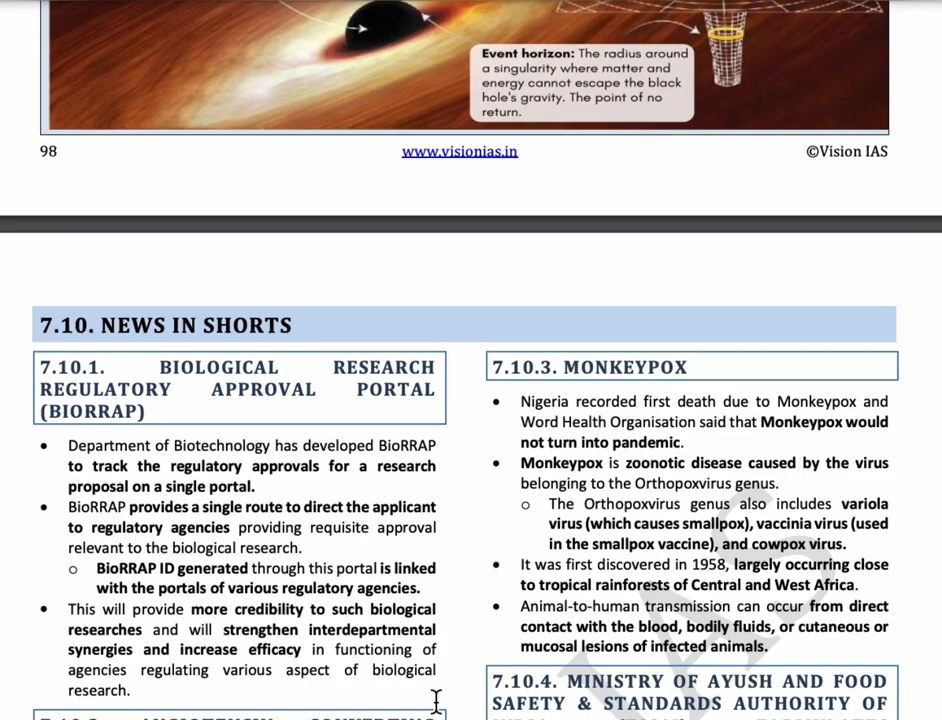 Event horizon: The radius around
a singularity where matter and
energy cannot escape the black
hole's gravity. The point of no
return.
98
www.visionias.in
©Vision IAS
7.10. NEWS IN SHORTS
7.10.1. BIOLOGICAL RESEARCH
REGULATORY APPROVAL PORTAL
(BIORRAP)
• Department of Biotechnology has developed BioRRAP
to track the regulatory approvals for a research
proposal on a single portal.
• BioRRAP provides a single route to direct the applicant
to regulatory agencies providing requisite approval
relevant to the biological research.
o BioRRAP ID generated through this portal is linked
with the portals of various regulatory agencies.
• This will provide more credibility to such biological
researches and will strengthen interdepartmental
synergies and increase efficacy in functioning of
agencies regulating various aspect of biological
research.
7.10.3. MONKEYPOX
• Nigeria recorded first death due to Monkeypox and
Word Health Organisation said that Monkeypox would
not turn into pandemic.
• Monkeypox is zoonotic disease caused by the virus
belonging to the Orthopoxvirus genus.
o The Orthopoxvirus genus also includes variola
virus (which causes smallpox), vaccinia virus (used
in the smallpox vaccine), and cowpox virus.
• It was first discovered in 1958, largely occurring close
to tropical rainforests of Central and West Africa.
• Animal-to-human transmission can occur from direct
contact with the blood, bodily fluids, or cutaneous or
mucosal lesions of infected animals.
7.10.4. MINISTRY OF AYUSH AND FOOD
SAFETY & STANDARDS AUTHORITY OF
IAS